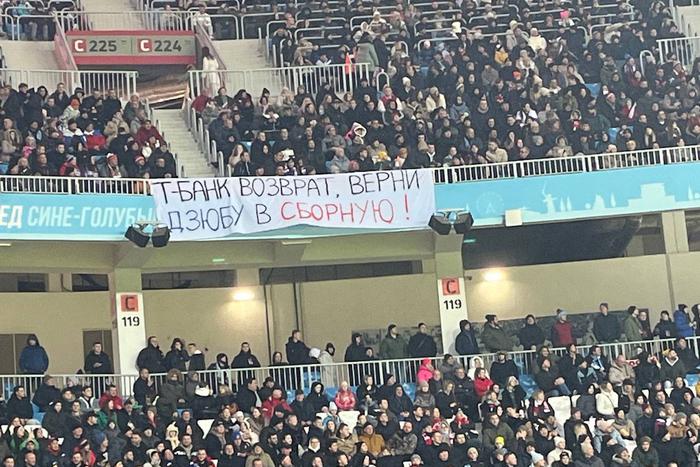 С 225 С 224
Т-БАНК ВОЗВРАТ, ВЕРНИ
ДЗЮБУ В СБОРНУЮ!
ЕД СИНЕ-ГОЛУБЫ
С
119
С
119